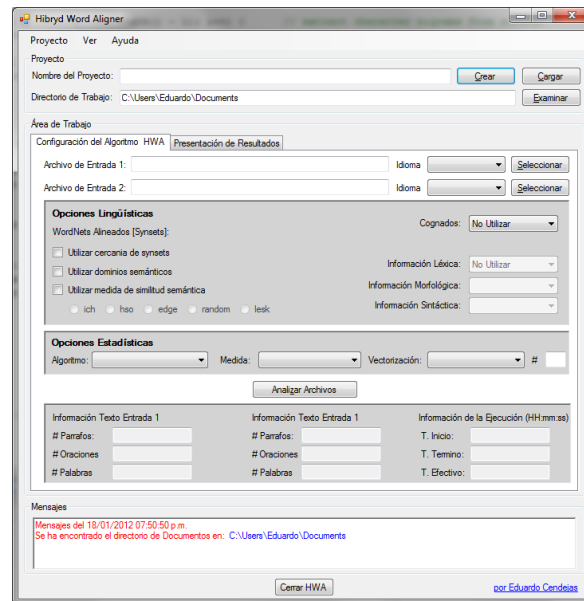 Hibryd Word Aligner
Proyecto Ver Ayuda
Proyecto
Nombre del Proyecto: Crear Cargar
Directorio de Trabajo: C:\Users\Eduardo\Documents Examinar
Área de Trabajo
Configuración del Algoritmo HWA Presentación de Resultados
Archivo de Entrada 1: Idioma Seleccionar
Archivo de Entrada 2: Idioma Seleccionar
Opciones Lingüísticas
WordNets Alineados [Synsets]: Cognados: No Utilizar
Utilizar cercania de synsets
Utilizar dominios semánticos Información Léxica: No Utilizar
Utilizar medida de similitud semántica Información Morfológica:
ich hso edge random lesk Información Sintáctica:
Opciones Estadísticas
Algoritmo: Medida: Vectorización: #
Analizar Archivos
Información Texto Entrada 1 Información Texto Entrada 1 Información de la Ejecución (HH:mm:ss)
# Parrafos: # Parrafos: T. Inicio:
# Oraciones # Oraciones T. Termino:
# Palabras # Palabras T. Efectivo:
Mensajes
Mensajes del 18/01/2012 07:50:50 p.m.
Se ha encontrado el directorio de Documentos en: C:\Users\Eduardo\Documents
Cerrar HWA por Eduardo Cendejas